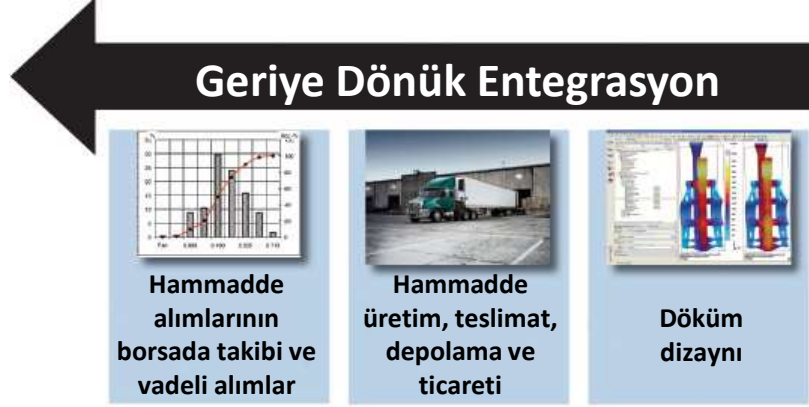 Geriye Dönük Entegrasyon
Hammadde
alımlarının
borsada takibi ve
vadeli alımlar
Hammadde
üretim, teslimat,
depolama ve
ticareti
Döküm
dizaynı